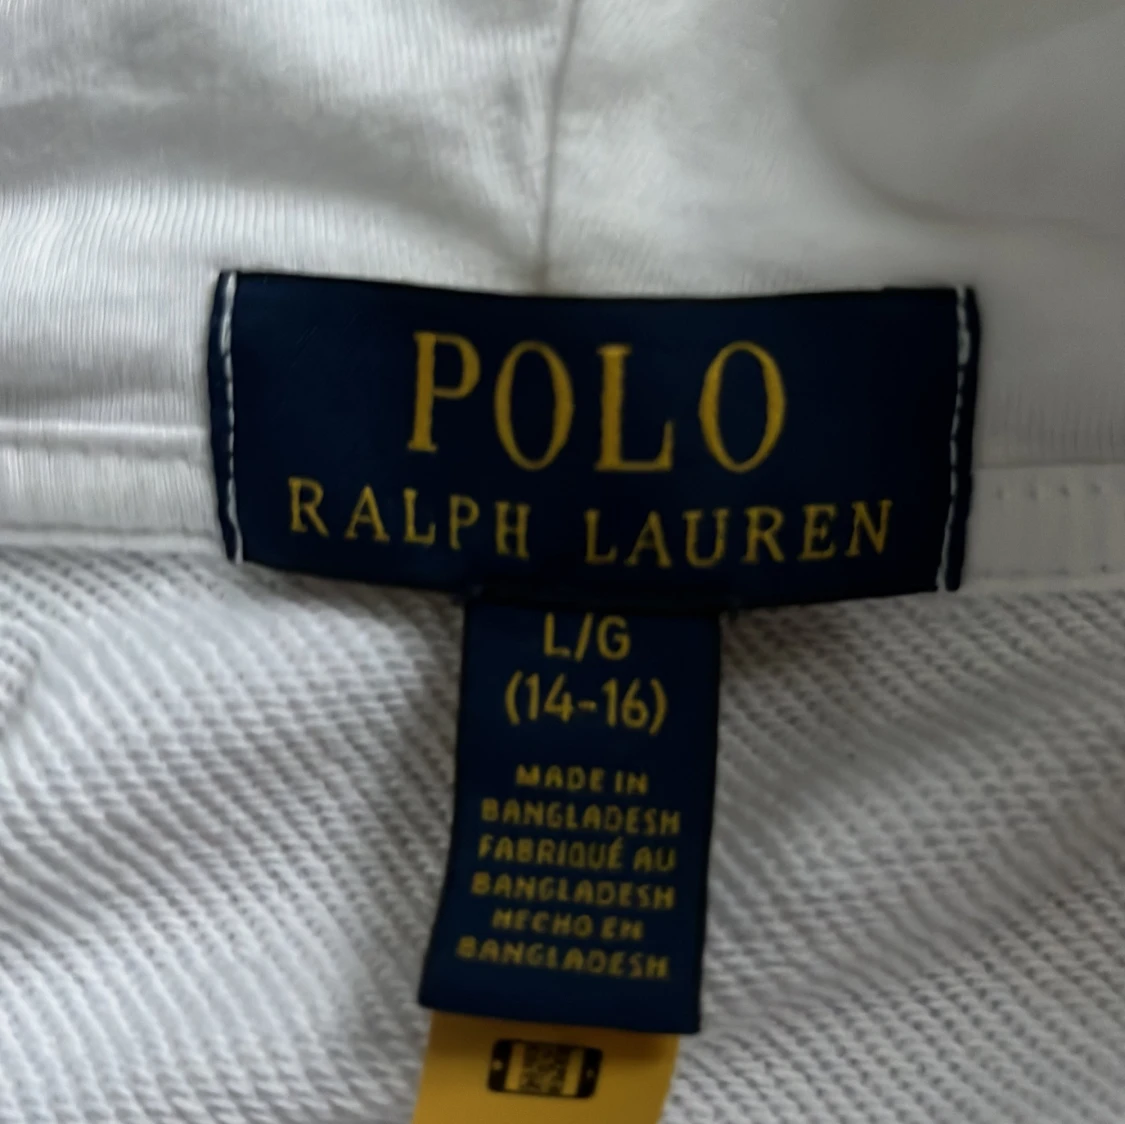 POLO
RALPH LAUREN
L/G
(14-16)
MADE IN
BANGLADESH
FABRIQUÉ AU
BANGLADESH
HECHO EN
BANGLADESH